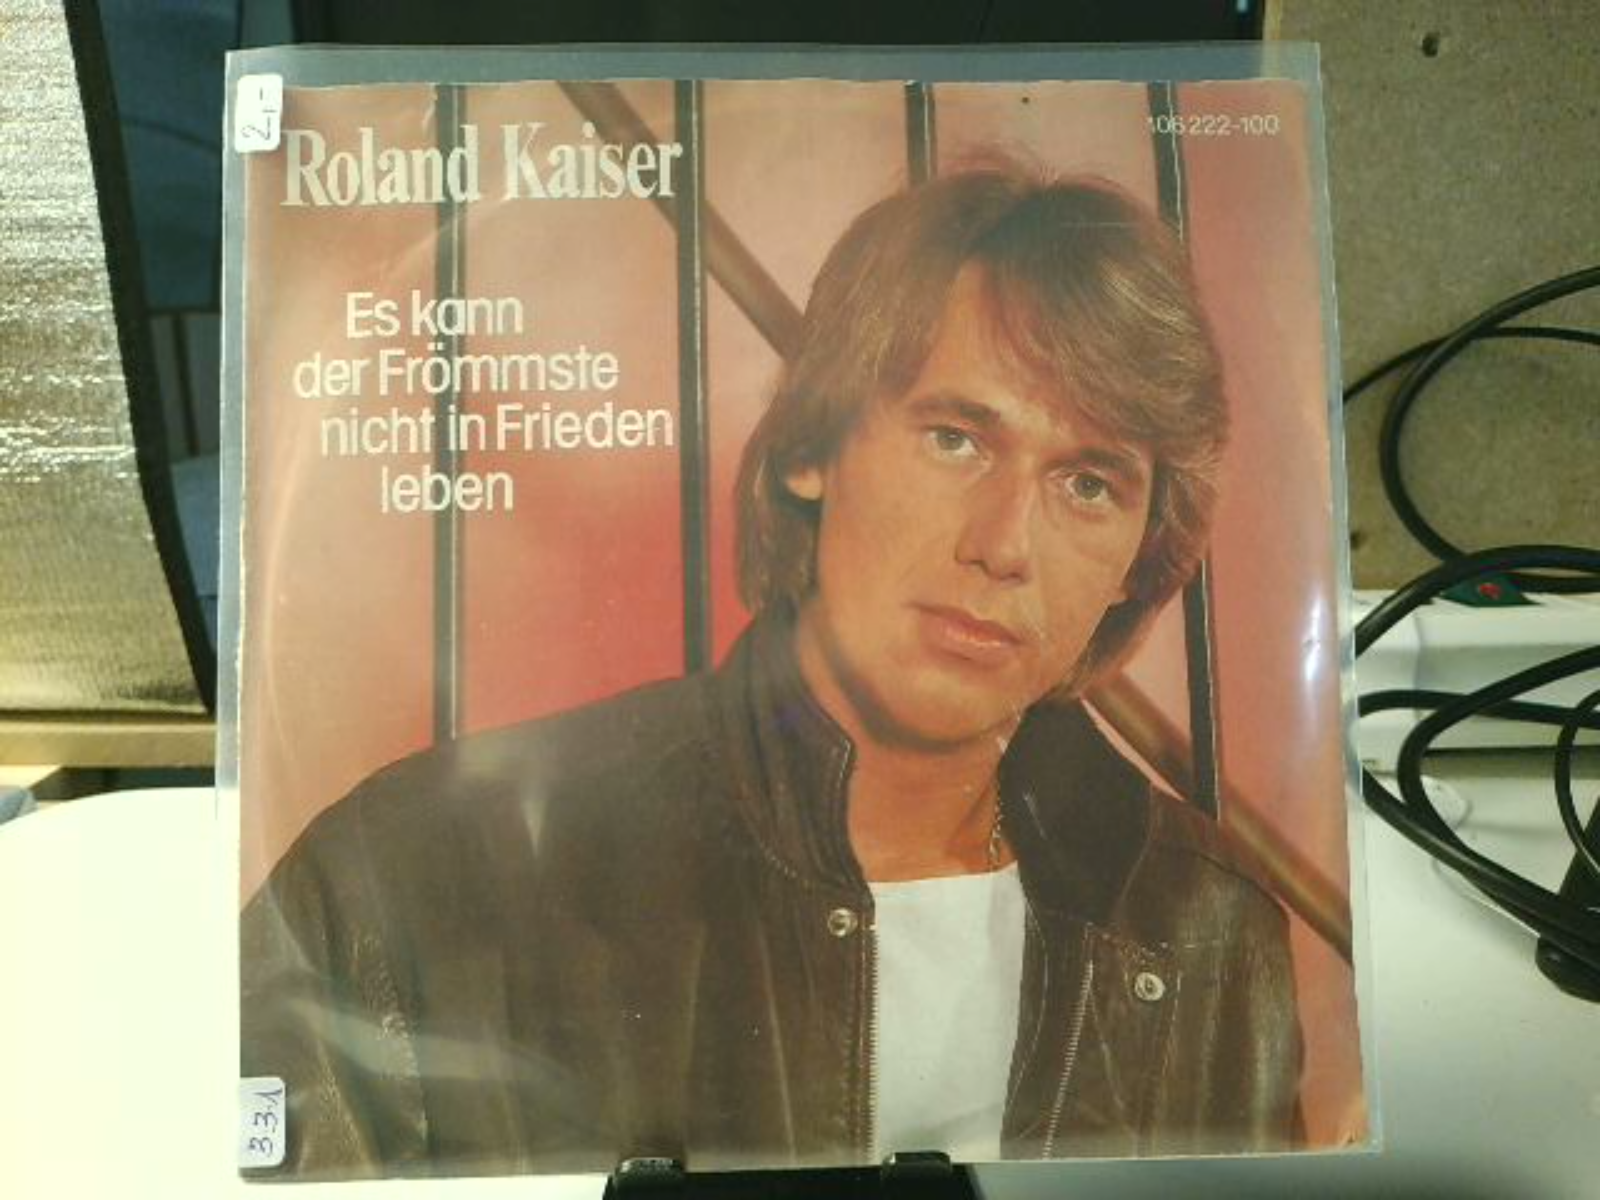 2,-
Roland Kaiser
106 222-100
Es kann
der Frömmste
nicht in Frieden
leben
331